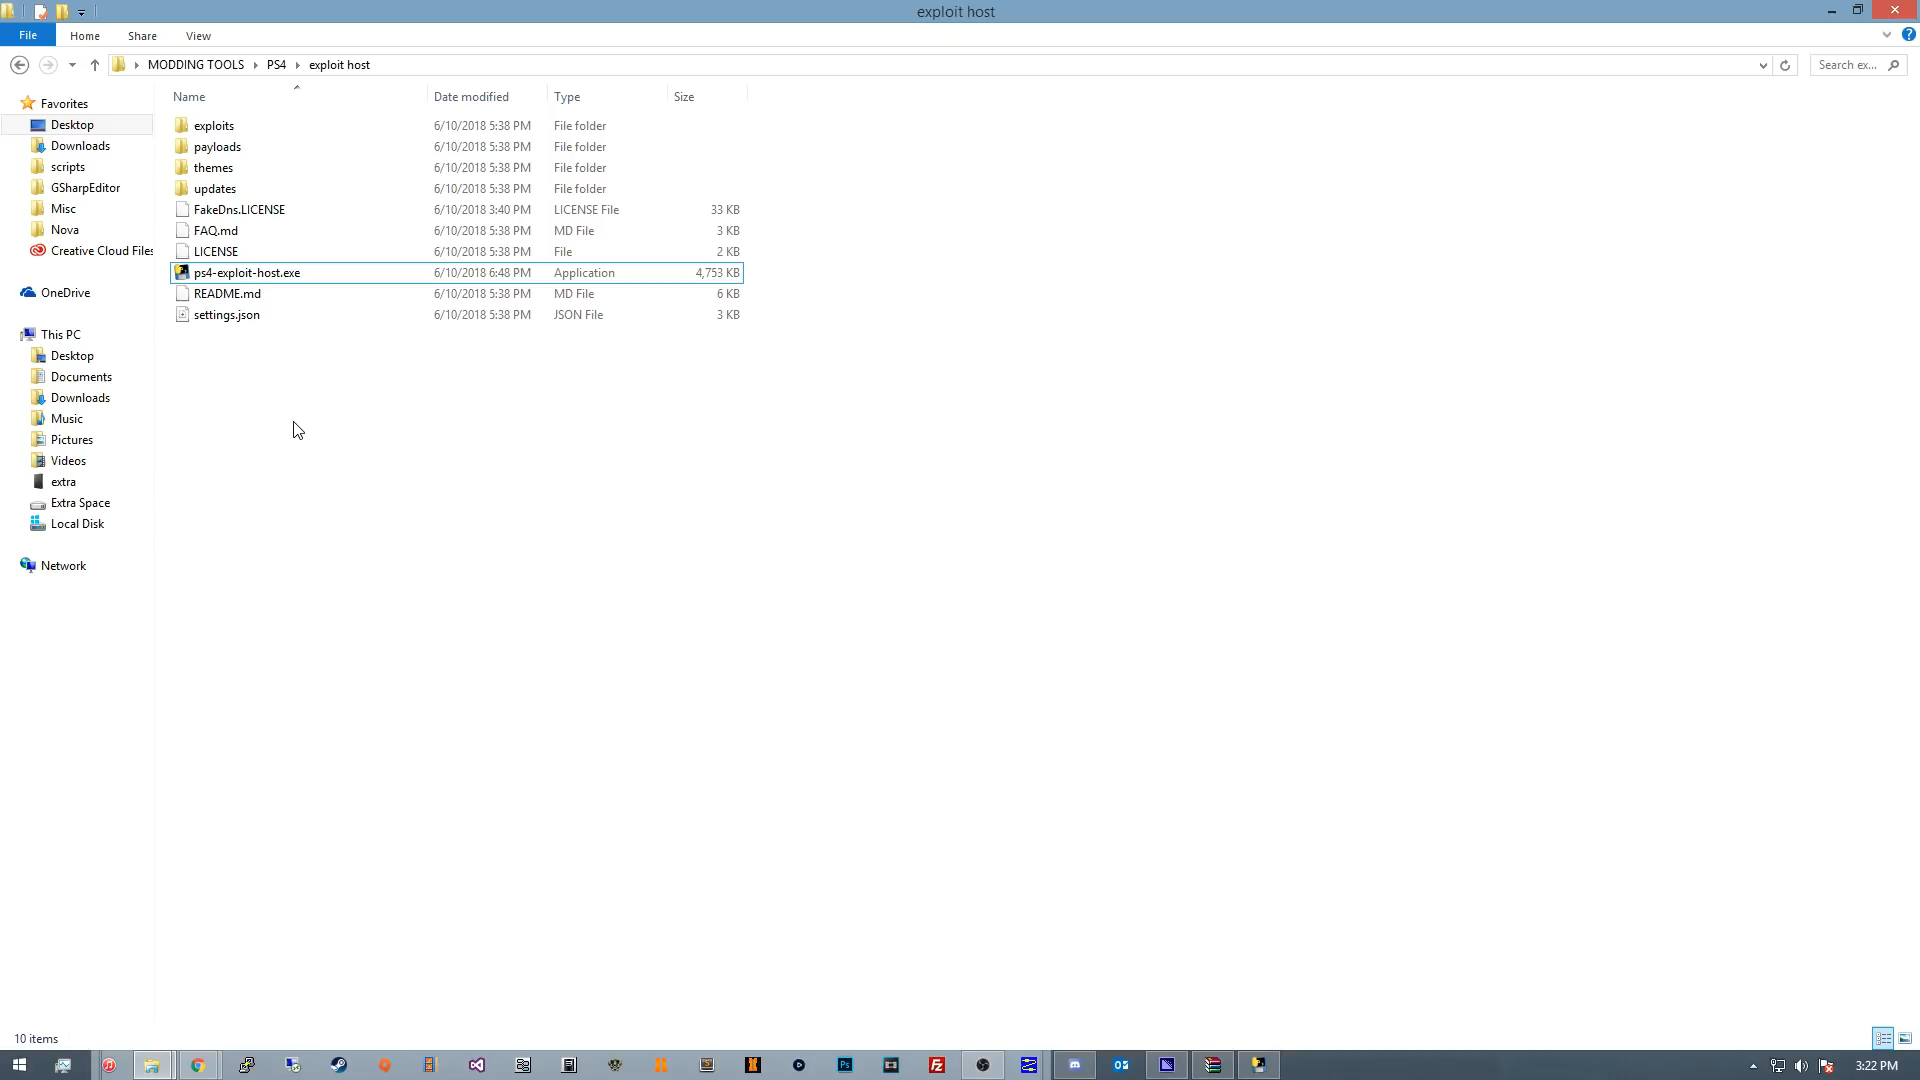 exploit host
File Home Share View
MODDING TOOLS PS4 exploit host Search ex...
Name Date modified Type Size
Favorites
Desktop
Downloads
scripts
GSharpEditor
Misc
Nova
Creative Cloud Files
OneDrive
This PC
Desktop
Documents
Downloads
Music
Pictures
Videos
extra
Extra Space
Local Disk
Network
exploits 6/10/2018 5:38 PM File folder
payloads 6/10/2018 5:38 PM File folder
themes 6/10/2018 5:38 PM File folder
updates 6/10/2018 5:38 PM File folder
FakeDns.LICENSE 6/10/2018 3:40 PM LICENSE File 33 KB
FAQ.md 6/10/2018 5:38 PM MD File 3 KB
LICENSE 6/10/2018 5:38 PM File 2 KB
ps4-exploit-host.exe 6/10/2018 6:48 PM Application 4,753 KB
README.md 6/10/2018 5:38 PM MD File 6 KB
settings.json 6/10/2018 5:38 PM JSON File 3 KB
10 items
Ps Fz 3:22 PM